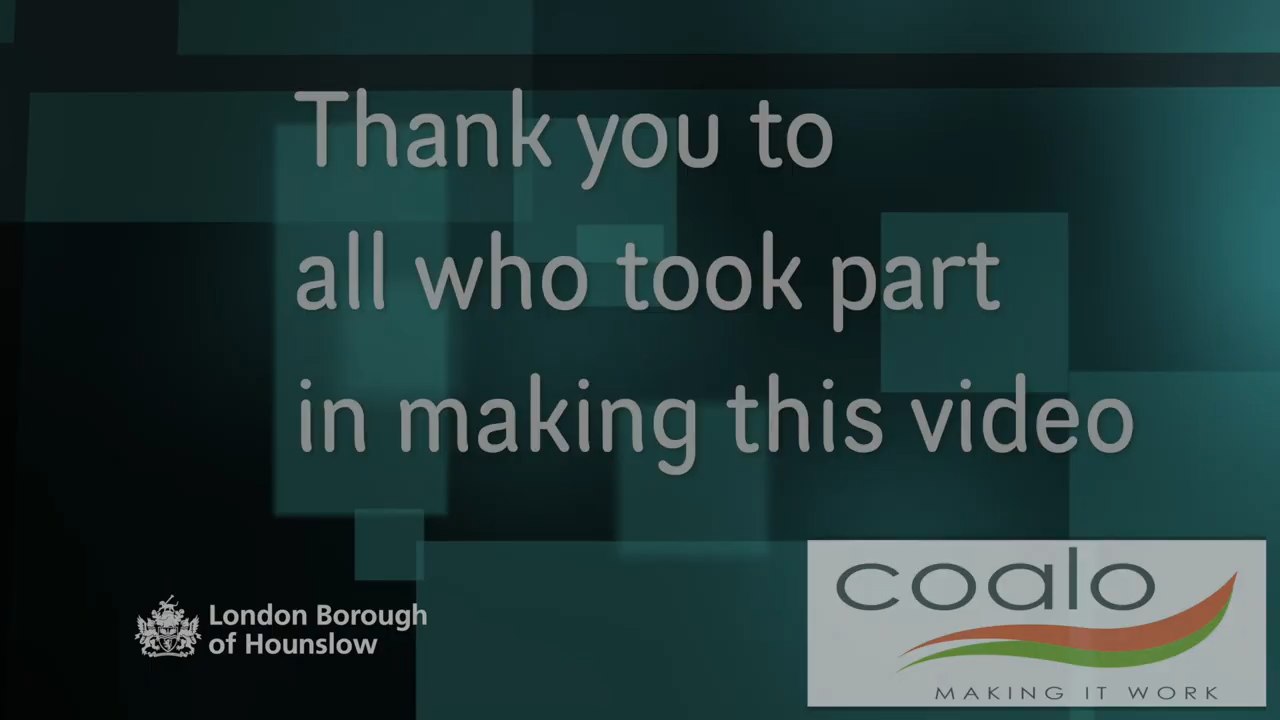 Thank you to
all who took part
in making this video
London Borough
of Hounslow
coalo
MAKING IT WORK